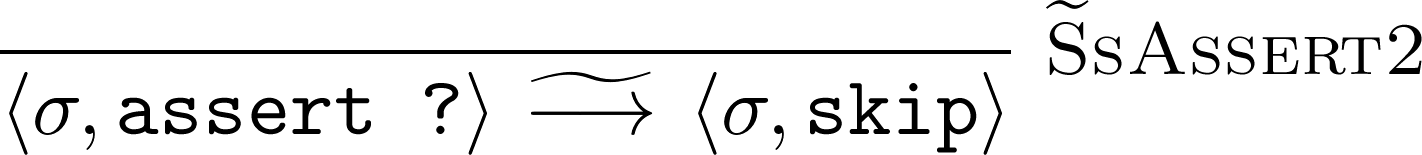 S̃sAssert2
⟨σ, assert ?⟩ ⟶̃ ⟨σ, skip⟩